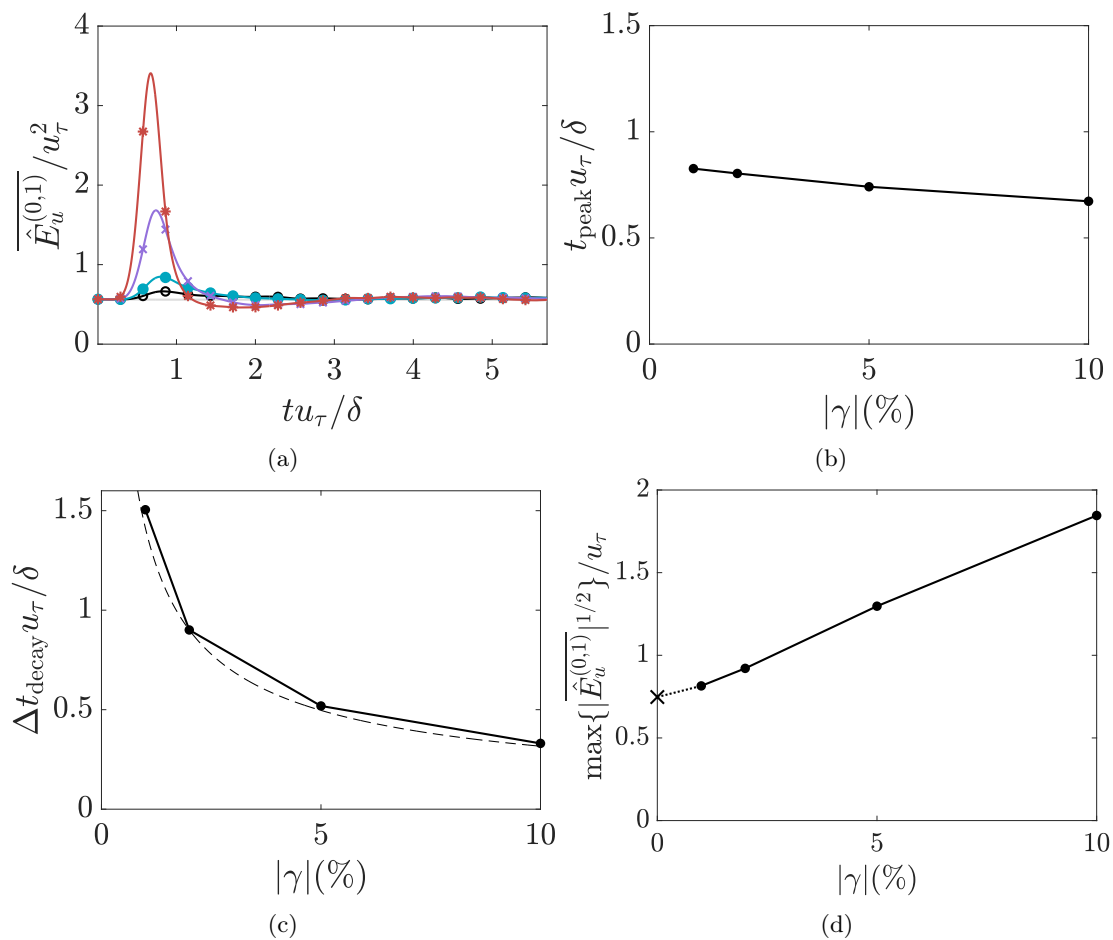 4
3
2
1
0
1 2 3 4 5
$\overline{\hat{E}_u^{(0,1)}}/u_\tau^2$
$tu_\tau/\delta$
(a)
1.5
1
0.5
0
0 5 10
$t_{\mathrm{peak}}u_\tau/\delta$
$|\gamma|(\%)$
(b)
1.5
1
0.5
0
0 5 10
$\Delta t_{\mathrm{decay}}u_\tau/\delta$
$|\gamma|(\%)$
(c)
2
1.5
1
0.5
0
0 5 10
$\max\{\overline{|\hat{E}_u^{(0,1)}|^{1/2}}\}/u_\tau$
$|\gamma|(\%)$
(d)